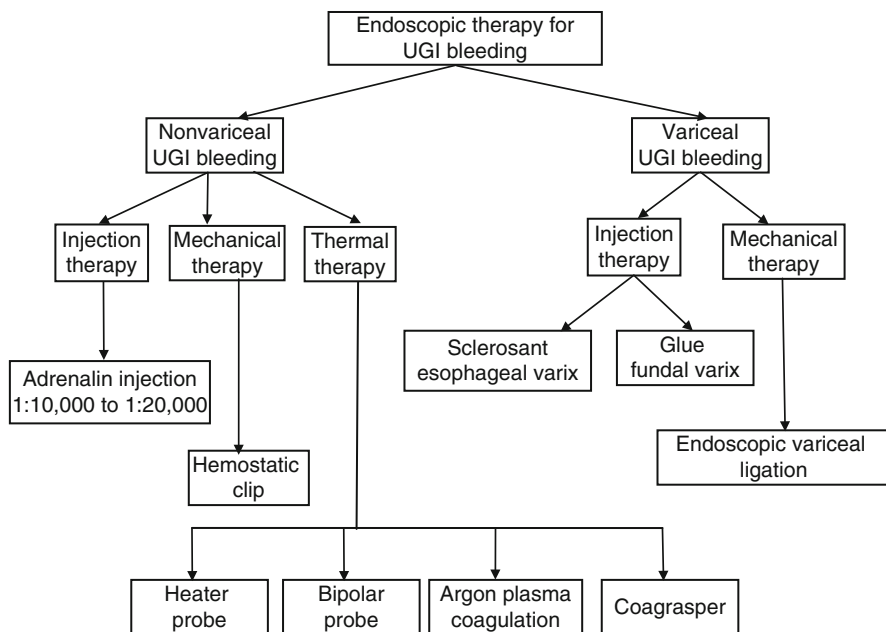 Endoscopic therapy for
UGI bleeding
Nonvariceal
UGI bleeding
Variceal
UGI bleeding
Injection
therapy
Mechanical
therapy
Thermal
therapy
Injection
therapy
Mechanical
therapy
Adrenalin injection
1:10,000 to 1:20,000
Sclerosant
esophageal varix
Glue
fundal varix
Hemostatic
clip
Endoscopic variceal
ligation
Heater
probe
Bipolar
probe
Argon plasma
coagulation
Coagrasper